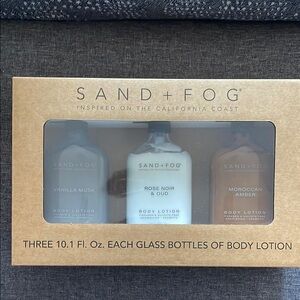 SAND + FOG®
INSPIRED ON THE CALIFORNIA COAST
SAND + FOG
VANILLA MUSK
BODY LOTION
SAND+FOG®
ROSE NOIR
& OUD
BODY LOTION
SAND + FOG
MOROCCAN
AMBER
BODY LOTION
THREE 10.1 Fl. Oz. EACH GLASS BOTTLES OF BODY LOTION